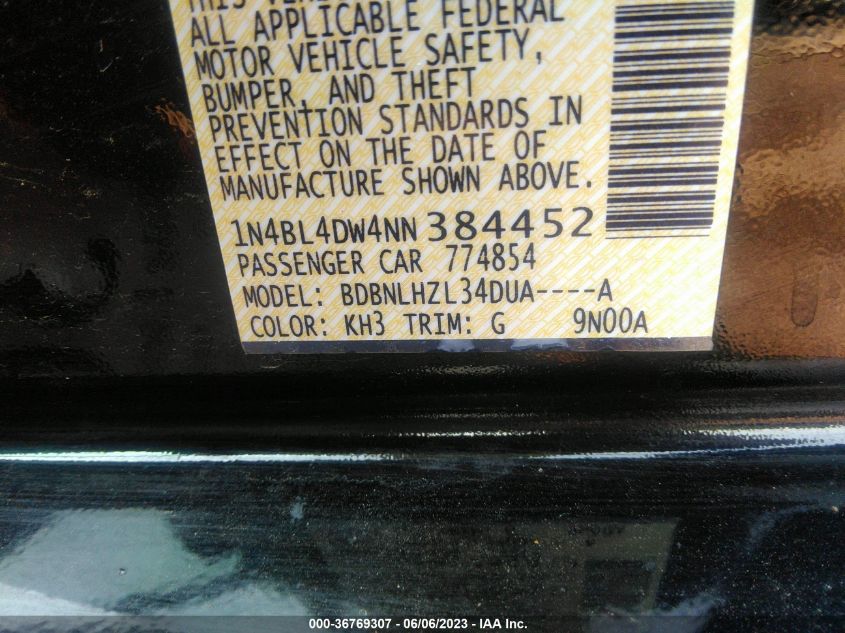 THIS
ALL APPLICABLE FEDERAL
MOTOR VEHICLE SAFETY,
BUMPER, AND THEFT
PREVENTION STANDARDS IN
EFFECT ON THE DATE OF
MANUFACTURE SHOWN ABOVE.
1N4BL4DW4NN384452
PASSENGER CAR 774854
MODEL: BDBNLHZL34DUA----A
COLOR: KH3 TRIM: G 9N00A
000-36769307 - 06/06/2023 - IAA Inc.